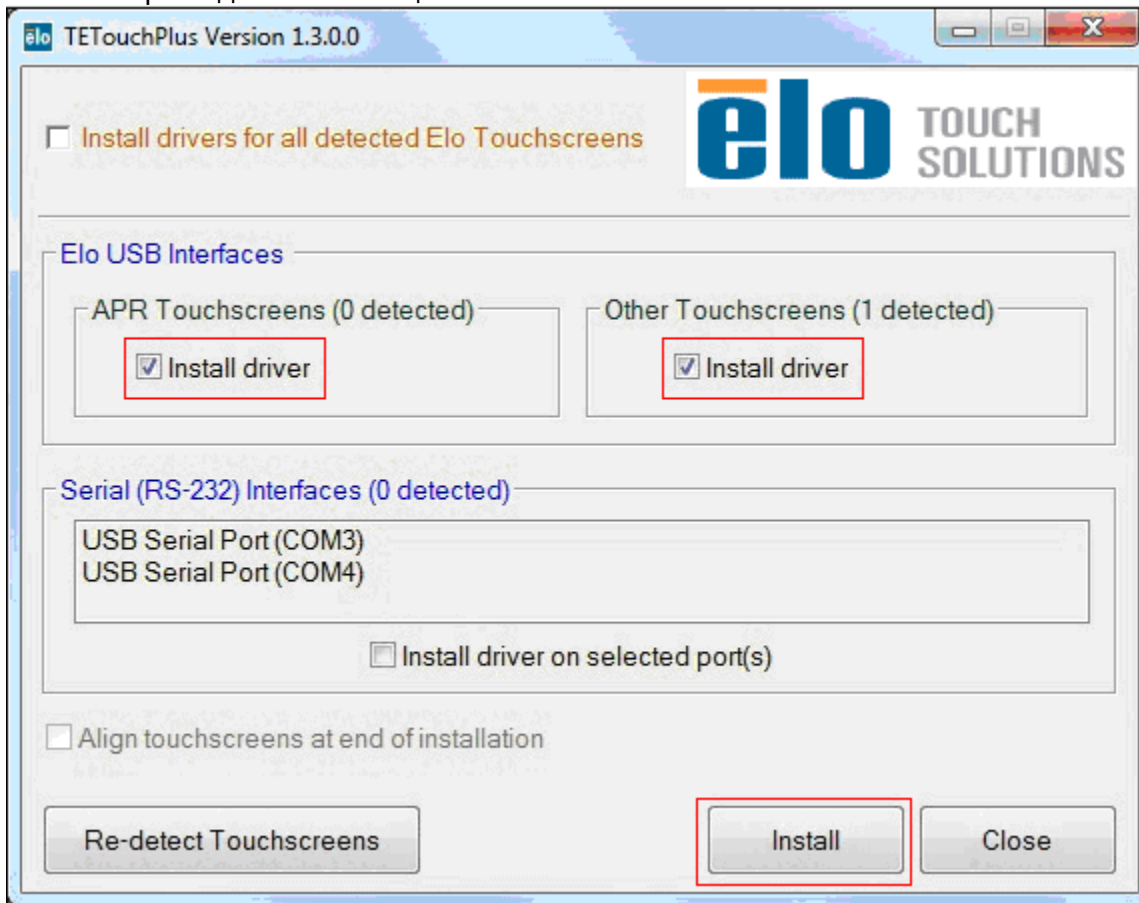 elo TETouchPlus Version 1.3.0.0
Install drivers for all detected Elo Touchscreens
ēlo TOUCH
SOLUTIONS
Elo USB Interfaces
APR Touchscreens (0 detected)
Install driver
Other Touchscreens (1 detected)
Install driver
Serial (RS-232) Interfaces (0 detected)
USB Serial Port (COM3)
USB Serial Port (COM4)
Install driver on selected port(s)
Align touchscreens at end of installation
Re-detect Touchscreens
Install
Close